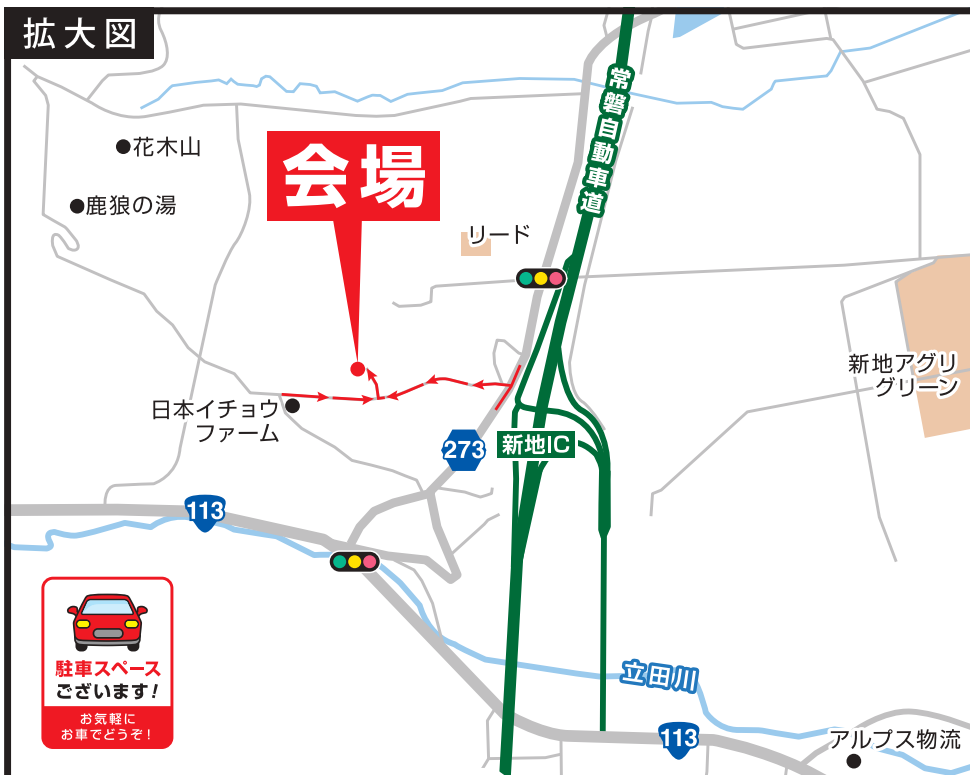 拡大図
常磐自動車道
花木山
会場
鹿狼の湯
リード
新地アグリ
グリーン
日本イチョウ
ファーム
273
新地IC
113
駐車スペース
ございます!
お気軽に
お車でどうぞ!
立田川
113
アルプス物流